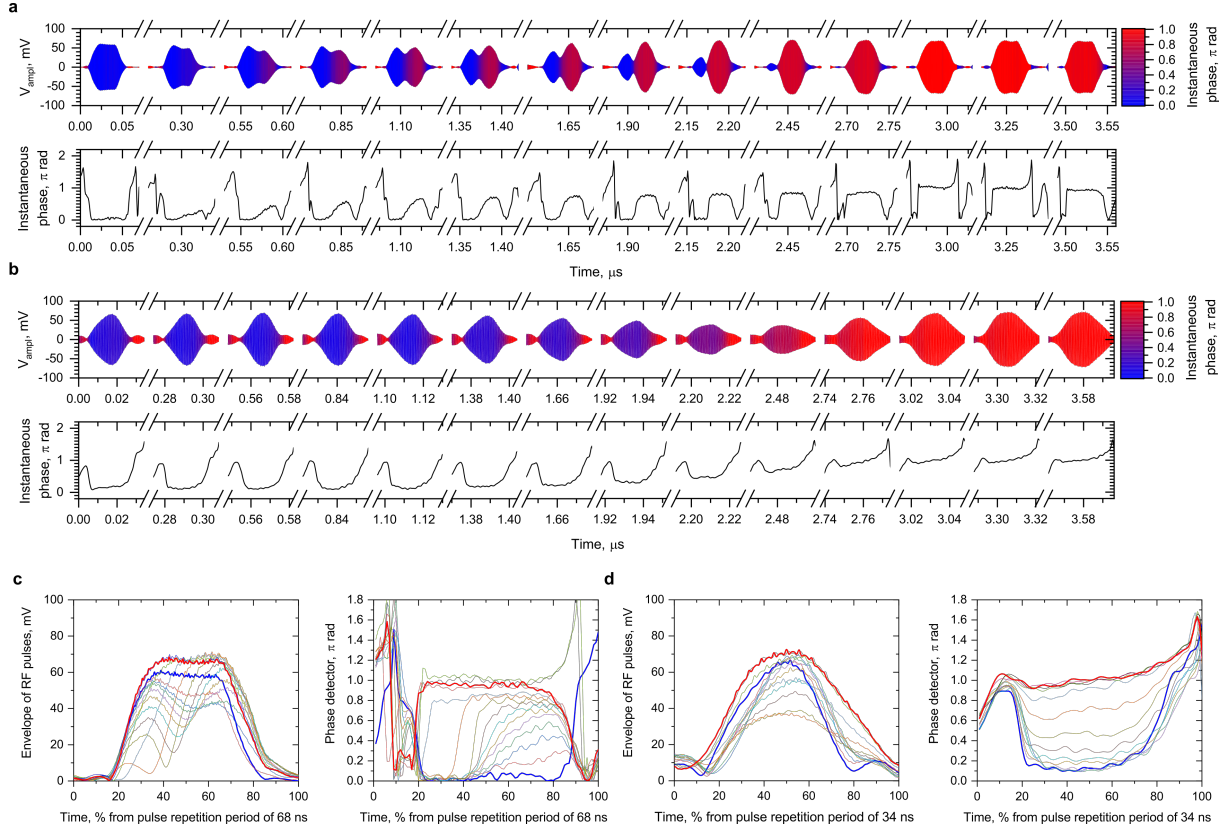 a
V_ampl, mV
100
50
0
-50
-100
0.00 0.05 0.30 0.55 0.60 0.85 1.10 1.35 1.40 1.65 1.90 2.15 2.20 2.45 2.70 2.75 3.00 3.25 3.50 3.55
1.0
0.8
0.6
0.4
0.2
0.0
Instantaneous
phase, π rad
Instantaneous
phase, π rad
2
1
0
0.00 0.05 0.30 0.55 0.60 0.85 1.10 1.35 1.40 1.65 1.90 2.15 2.20 2.45 2.70 2.75 3.00 3.25 3.50 3.55
Time, μs
b
V_ampl, mV
100
50
0
-50
-100
0.00 0.02 0.28 0.30 0.56 0.58 0.84 1.10 1.12 1.38 1.40 1.66 1.92 1.94 2.20 2.22 2.48 2.74 2.76 3.02 3.04 3.30 3.32 3.58
1.0
0.8
0.6
0.4
0.2
0.0
Instantaneous
phase, π rad
Instantaneous
phase, π rad
2
1
0
0.00 0.02 0.28 0.30 0.56 0.58 0.84 1.10 1.12 1.38 1.40 1.66 1.92 1.94 2.20 2.22 2.48 2.74 2.76 3.02 3.04 3.30 3.32 3.58
Time, μs
c
Envelope of RF pulses, mV
100
80
60
40
20
0
0 20 40 60 80 100
Time, % from pulse repetition period of 68 ns
Phase detector, π rad
1.8
1.6
1.4
1.2
1.0
0.8
0.6
0.4
0.2
0.0
0 20 40 60 80 100
Time, % from pulse repetition period of 68 ns
d
Envelope of RF pulses, mV
100
80
60
40
20
0
0 20 40 60 80 100
Time, % from pulse repetition period of 34 ns
Phase detector, π rad
1.8
1.6
1.4
1.2
1.0
0.8
0.6
0.4
0.2
0.0
0 20 40 60 80 100
Time, % from pulse repetition period of 34 ns